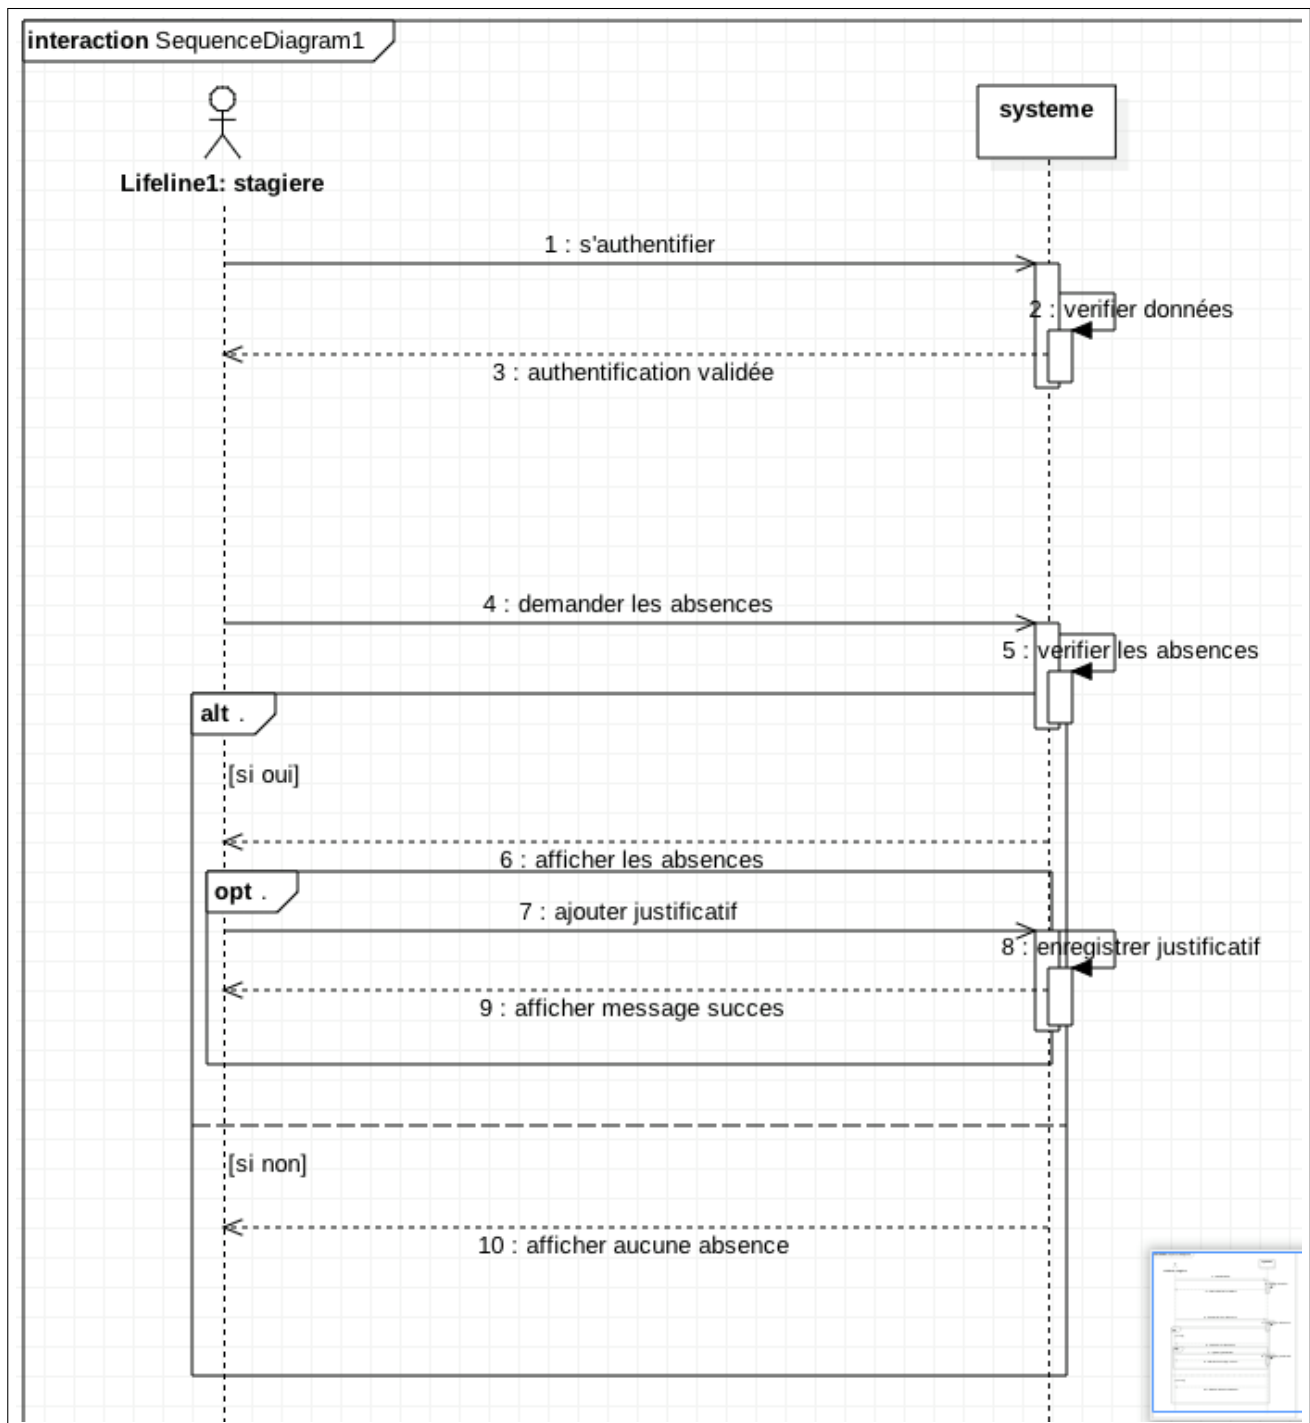 interaction SequenceDiagram1
systeme
Lifeline1: stagiere
1 : s'authentifier
2 : verifier données
3 : authentification validée
4 : demander les absences
5 : verifier les absences
alt .
[si oui]
6 : afficher les absences
opt .
7 : ajouter justificatif
8 : enregistrer justificatif
9 : afficher message succes
[si non]
10 : afficher aucune absence